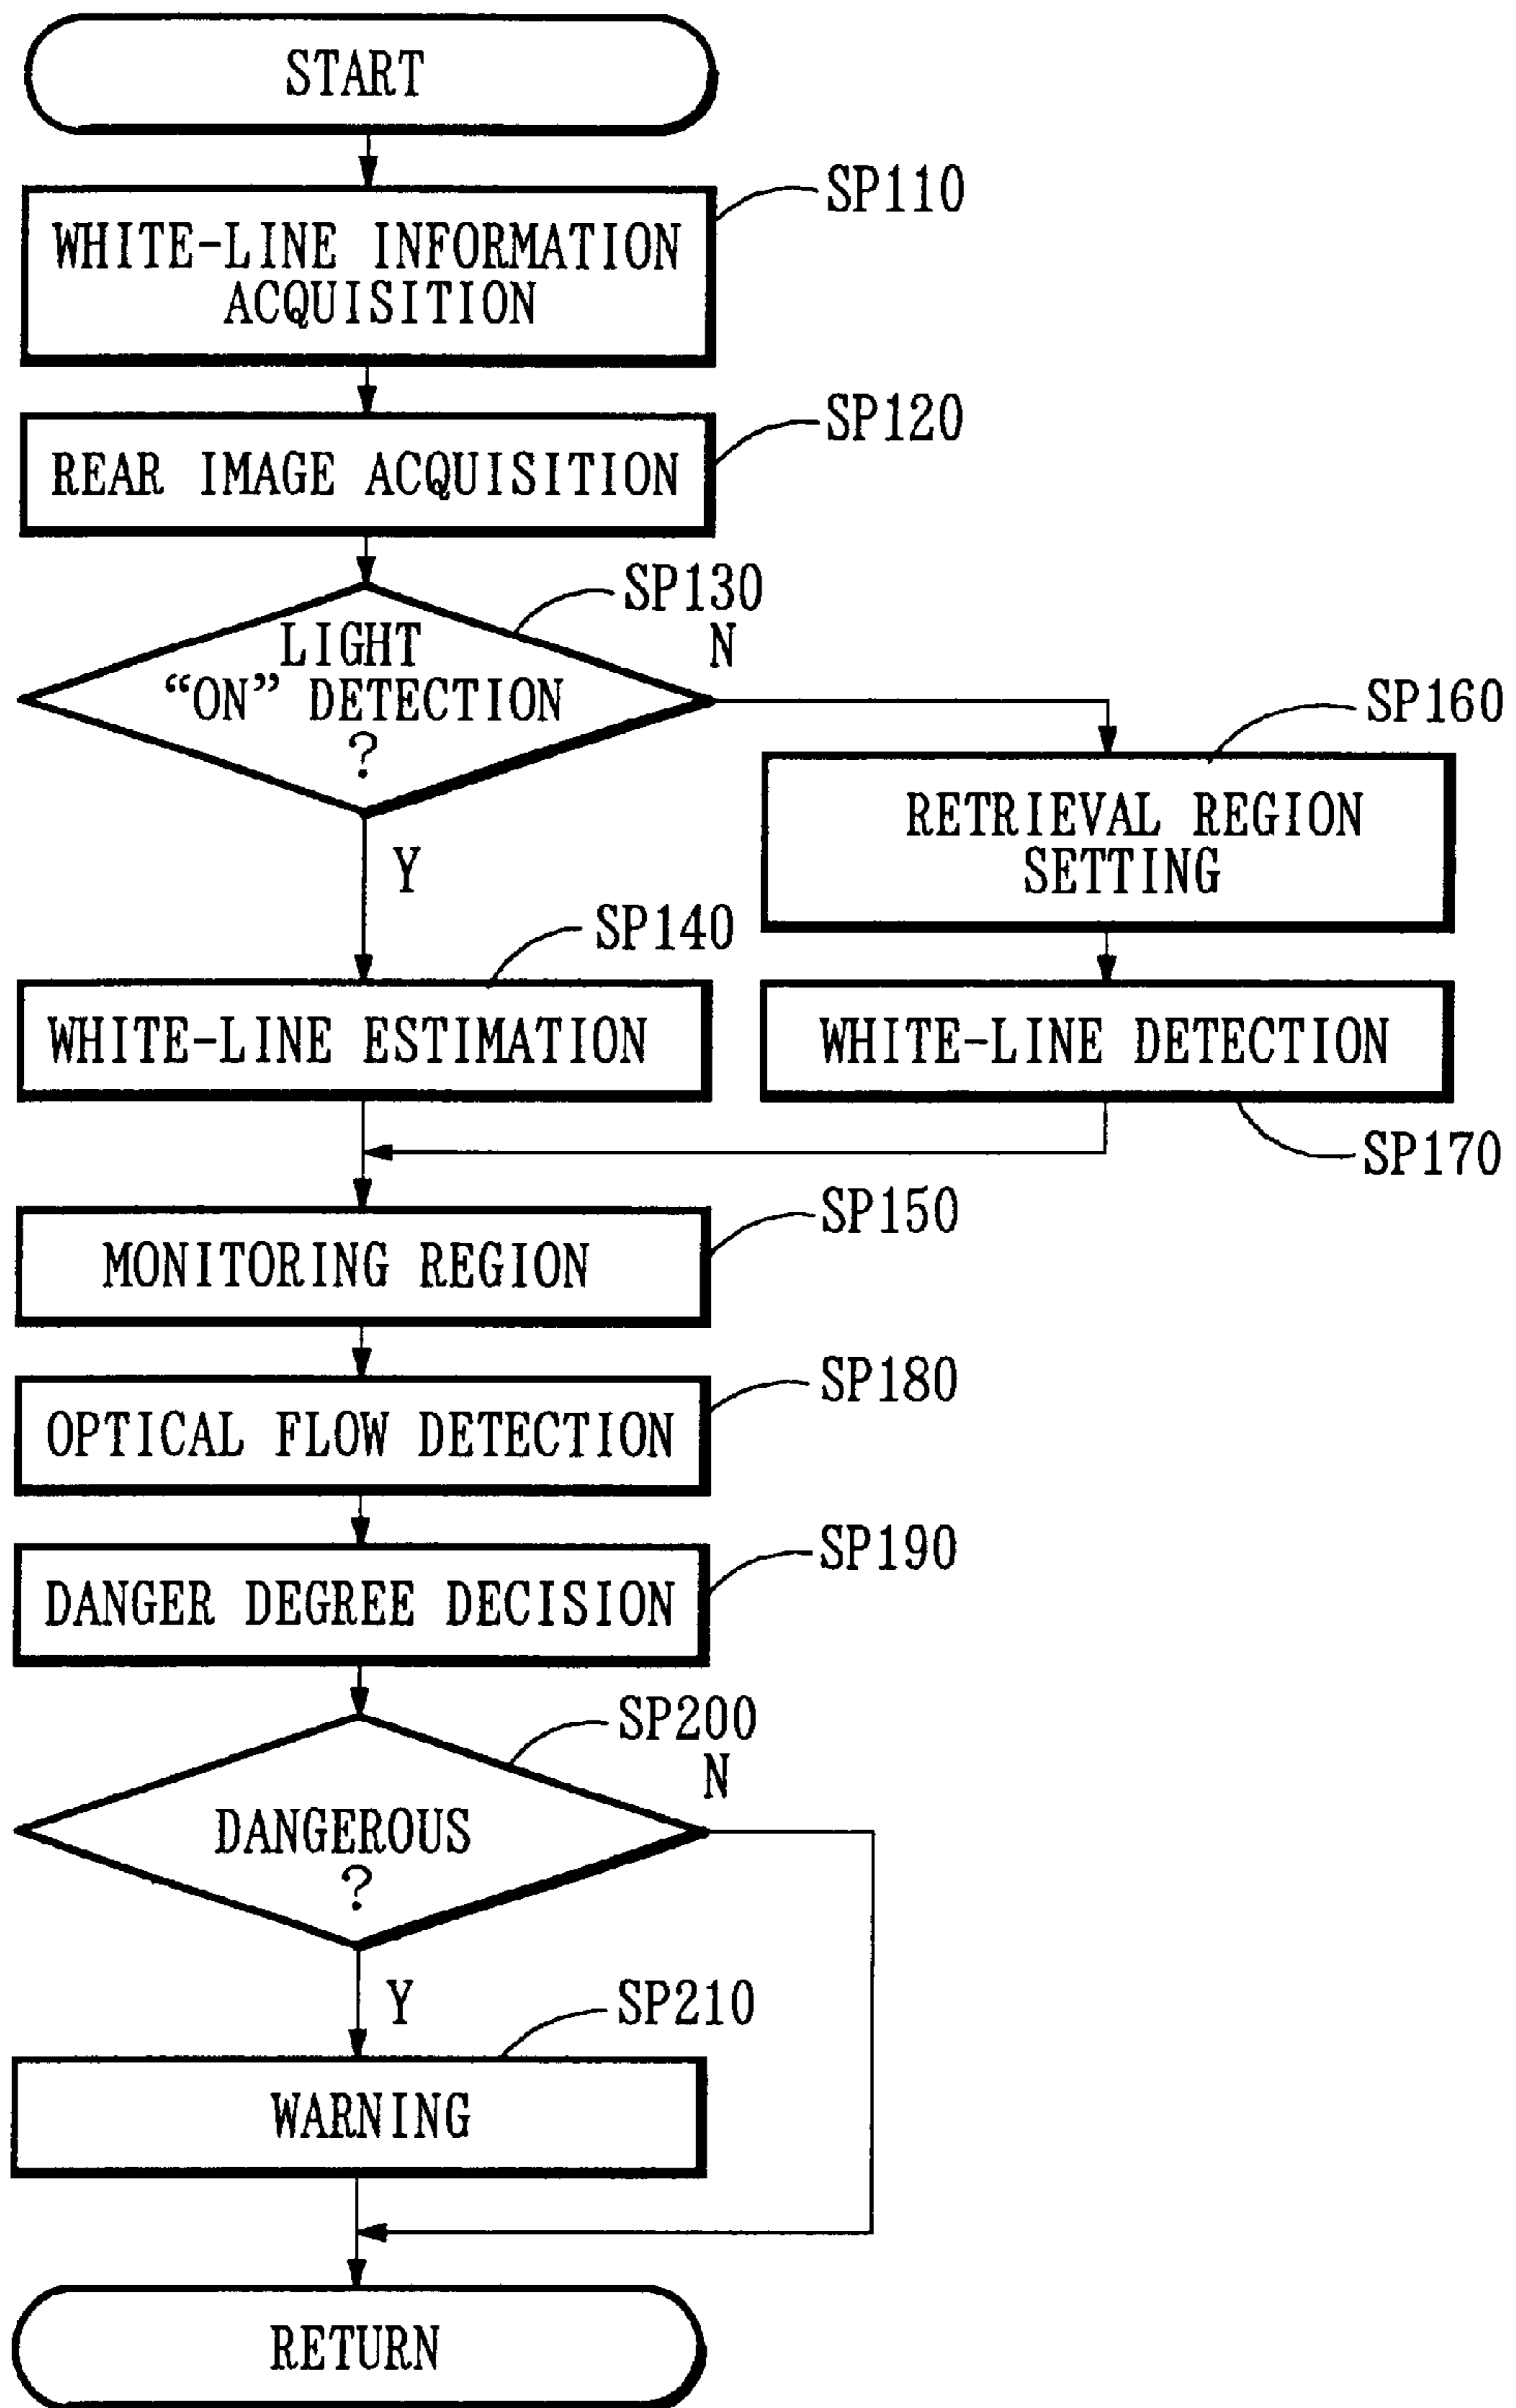 START
SP110
WHITE-LINE INFORMATION
ACQUISITION
SP120
REAR IMAGE ACQUISITION
SP130
LIGHT
N
“ON” DETECTION
?
SP160
RETRIEVAL REGION
SETTING
Y
SP140
WHITE-LINE ESTIMATION
WHITE-LINE DETECTION
SP170
SP150
MONITORING REGION
SP180
OPTICAL FLOW DETECTION
SP190
DANGER DEGREE DECISION
SP200
N
DANGEROUS
?
Y
SP210
WARNING
RETURN